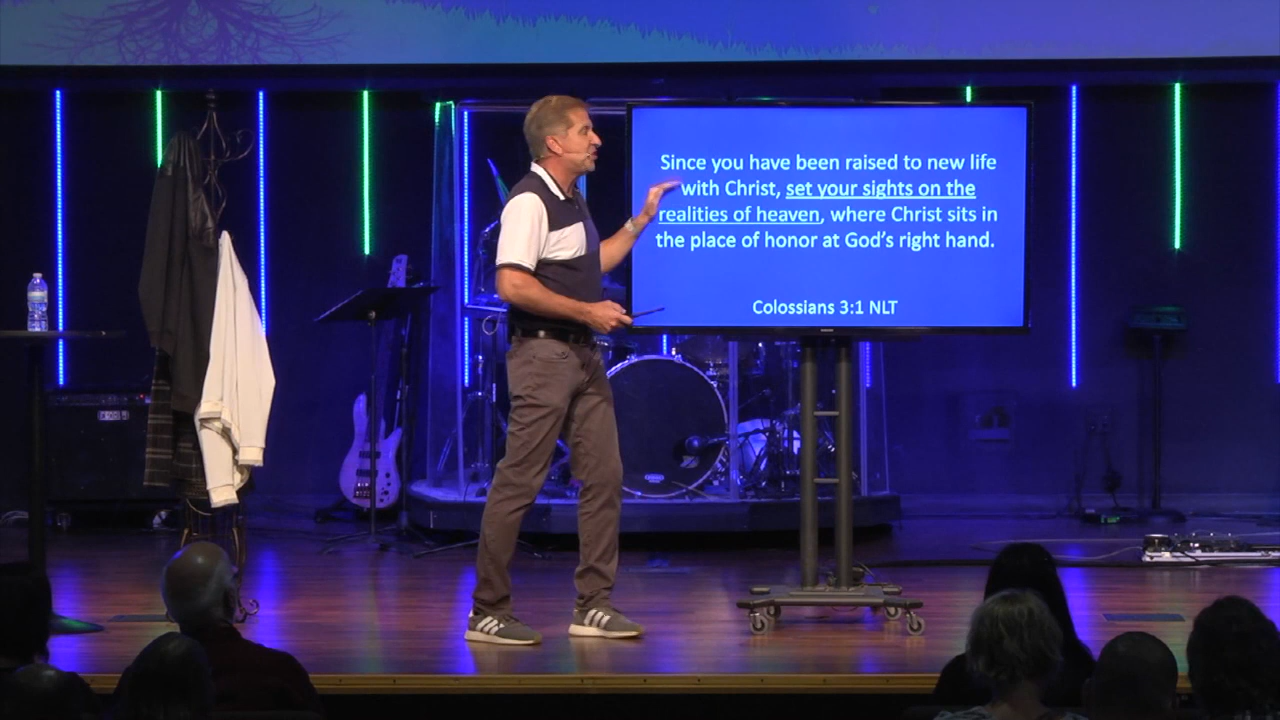 Since you have been raised to new life
with Christ, set your sights on the
realities of heaven, where Christ sits in
the place of honor at God's right hand.
Colossians 3:1 NLT